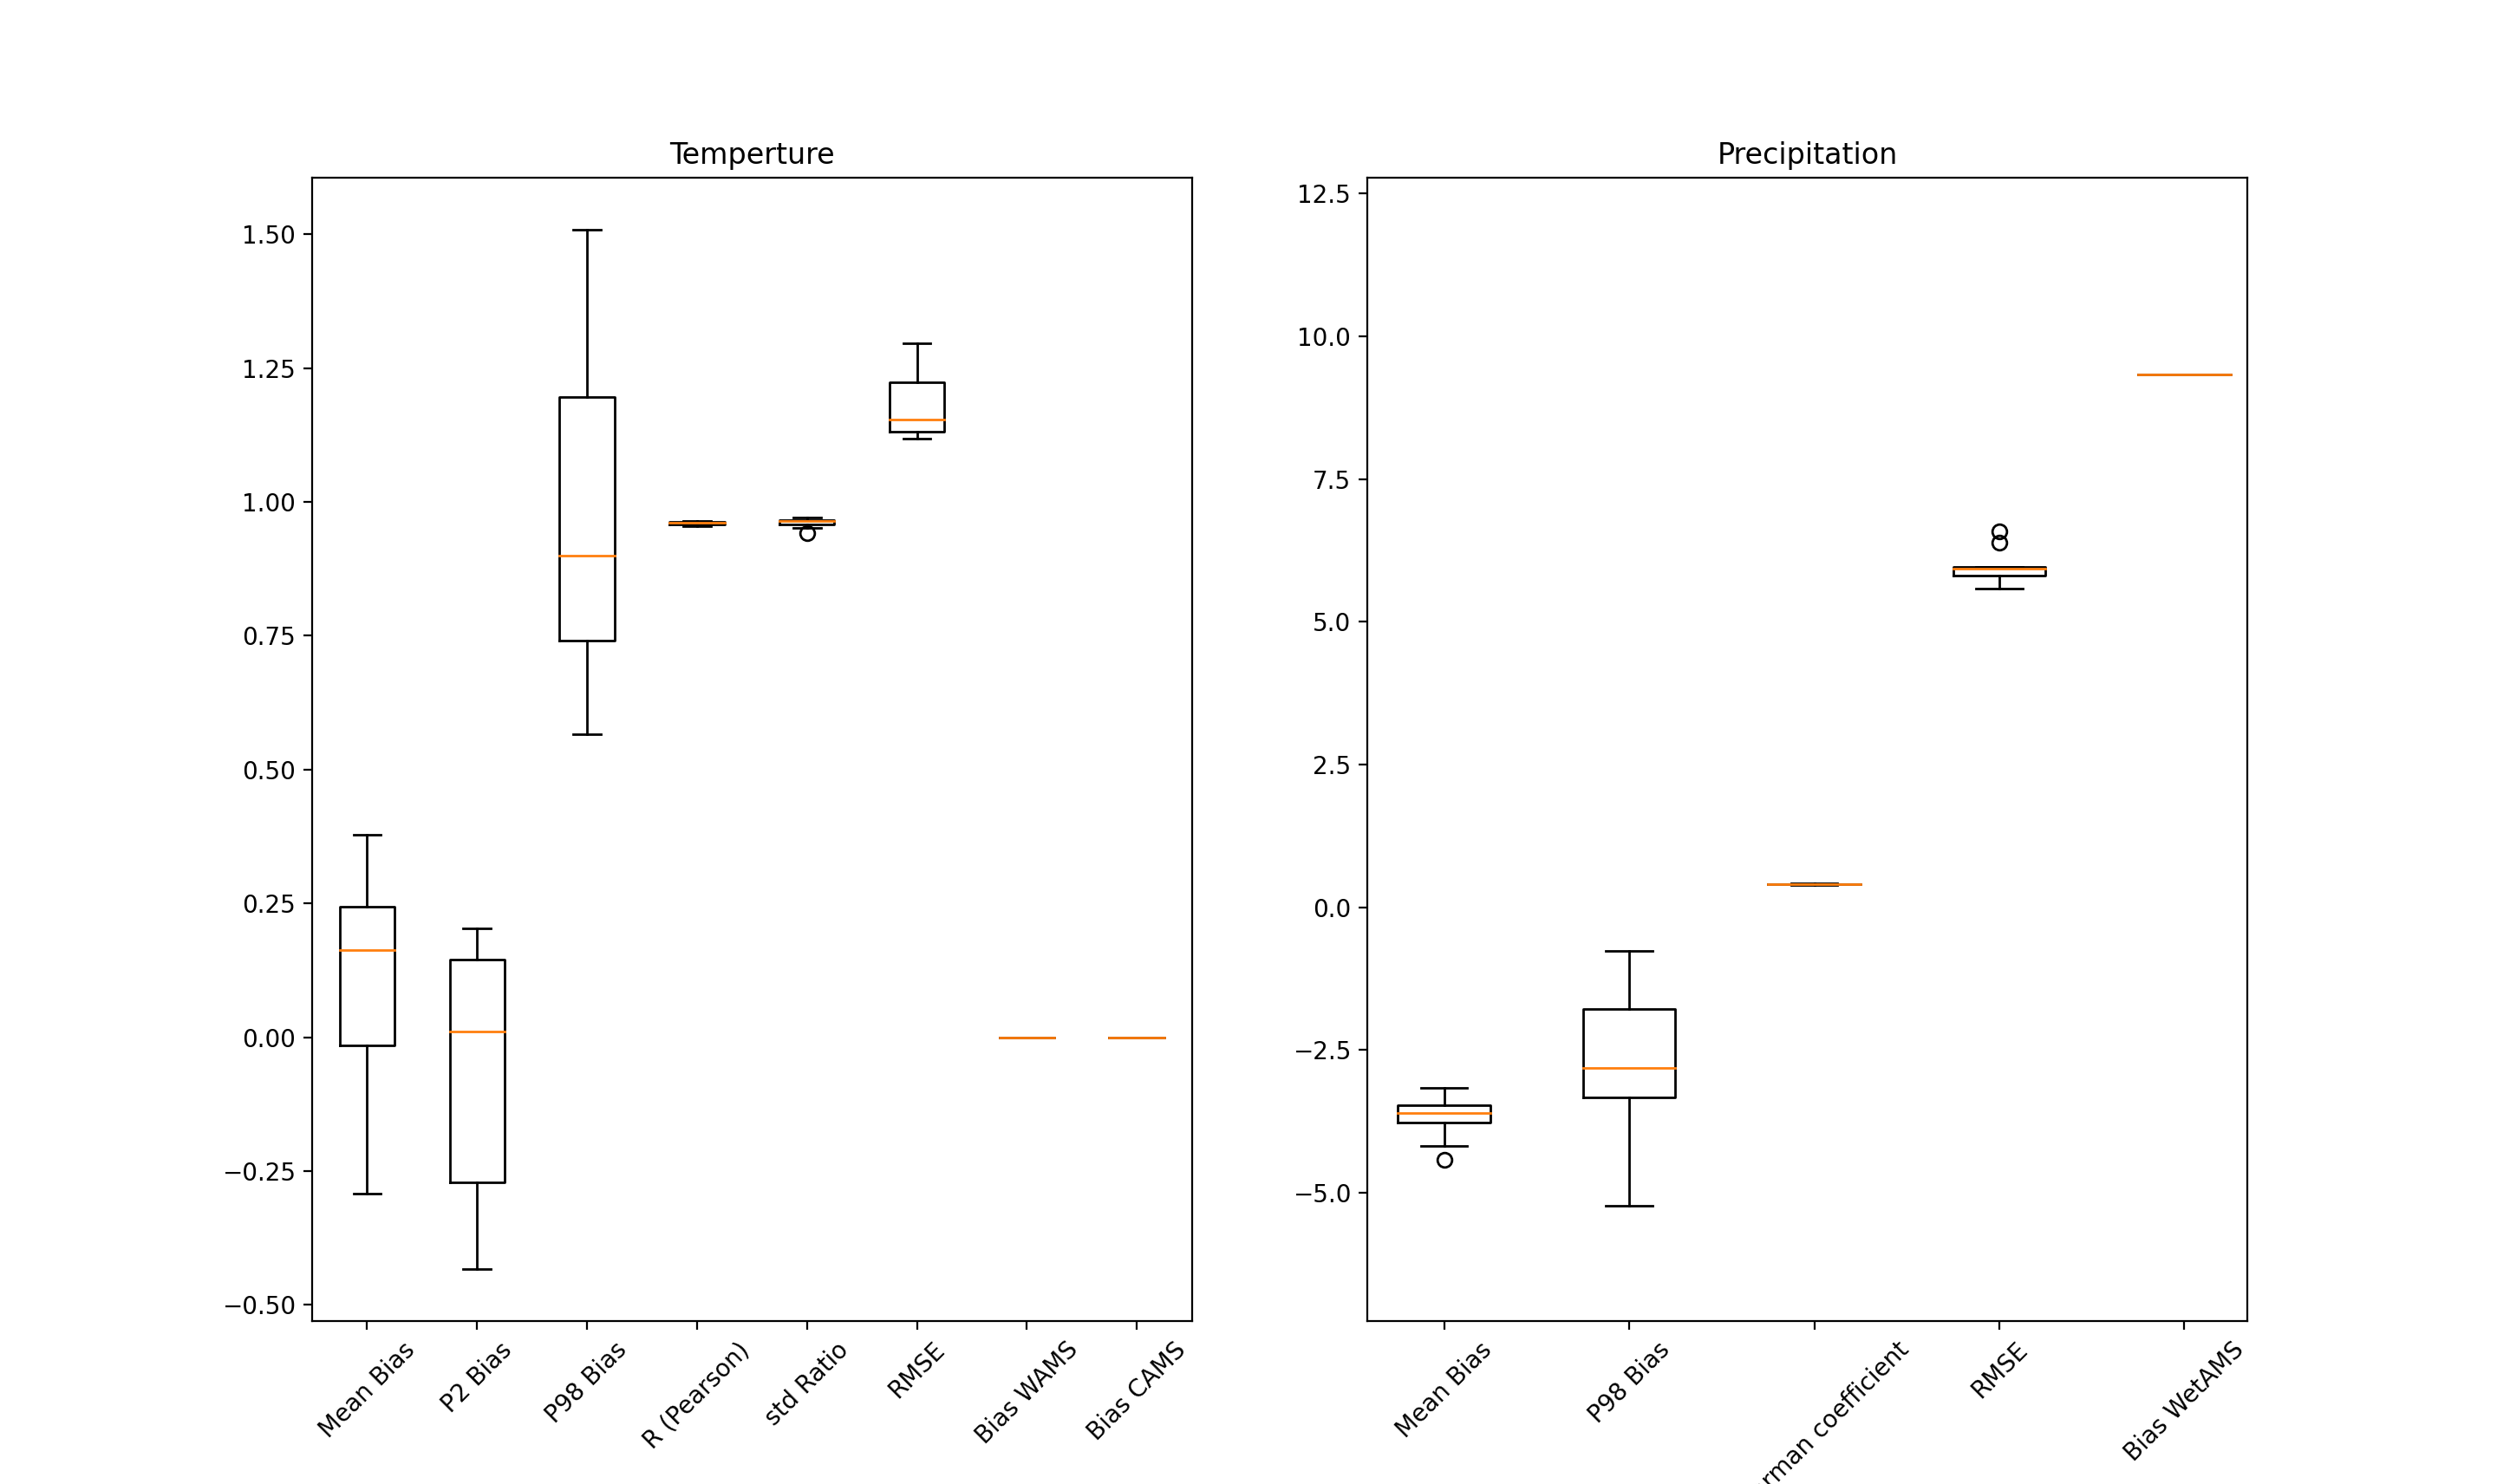 Temperture
1.50
1.25
1.00
0.75
0.50
0.25
0.00
−0.25
−0.50
Mean Bias
P2 Bias
P98 Bias
R (Pearson)
std Ratio
RMSE
Bias WAMS
Bias CAMS
Precipitation
12.5
10.0
7.5
5.0
2.5
0.0
−2.5
−5.0
Mean Bias
P98 Bias
rman coefficient
RMSE
Bias WetAMS